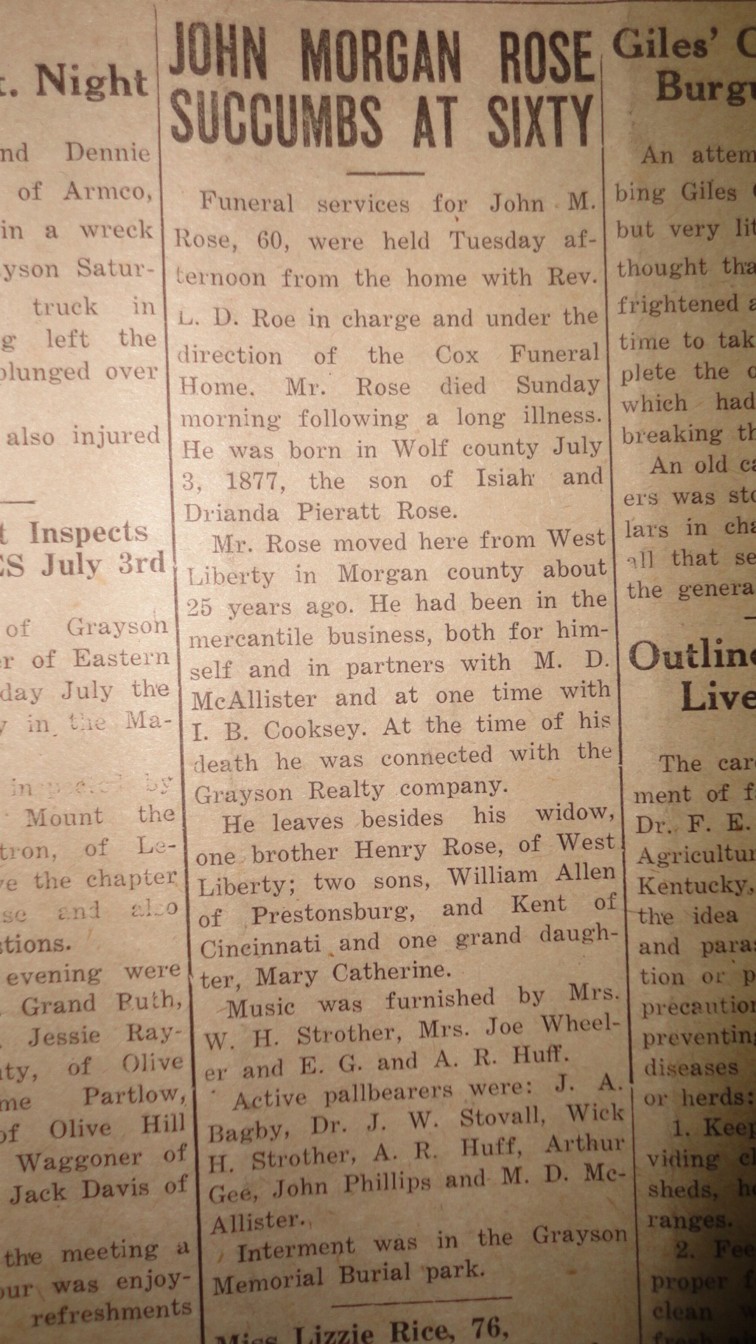 t. Night
nd Dennie
of Armco,
in a wreck
yson Satur-
truck in
g left the
plunged over
also injured
t Inspects
ES July 3rd
of Grayson
r of Eastern
day July the
y in the Ma-
by
Mount the
tron, of Le-
ve the chapter
se and also
tions.
evening were
Grand Ruth,
Jessie Ray-
ty, of Olive
me Partlow,
of Olive Hill
Waggoner of
Jack Davis of
the meeting a
our was enjoy-
refreshments
JOHN MORGAN ROSE
SUCCUMBS AT SIXTY
Funeral services for John M.
Rose, 60, were held Tuesday af-
ternoon from the home with Rev.
L. D. Roe in charge and under the
direction of the Cox Funeral
Home. Mr. Rose died Sunday
morning following a long illness.
He was born in Wolf county July
3, 1877, the son of Isiah and
Drianda Pieratt Rose.
Mr. Rose moved here from West
Liberty in Morgan county about
25 years ago. He had been in the
mercantile business, both for him-
self and in partners with M. D.
McAllister and at one time with
I. B. Cooksey. At the time of his
death he was connected with the
Grayson Realty company.
He leaves besides his widow,
one brother Henry Rose, of West
Liberty; two sons, William Allen
of Prestonsburg, and Kent of
Cincinnati and one grand daugh-
ter, Mary Catherine.
Music was furnished by Mrs.
W. H. Strother, Mrs. Joe Wheel-
er and E. G. and A. R. Huff.
Active pallbearers were: J. A.
Bagby, Dr. J. W. Stovall, Wick
H. Strother, A. R. Huff, Arthur
Gee, John Phillips and M. D. Mc-
Allister.
Interment was in the Grayson
Memorial Burial park.
Miss Lizzie Rice, 76,
Giles' C
Burgu
An attem
bing Giles
but very lit
thought tha
frightened a
time to tak
plete the c
which had
breaking th
An old ca
ers was sto
lars in cha
all that se
the genera
Outline
Live
The car
ment of f
Dr. F. E.
Agricultur
Kentucky,
the idea
and paras
tion or p
precaution
preventing
diseases
or herds:
1. Keep
viding cl
sheds, ho
ranges.
2. Fee
proper f
clean w